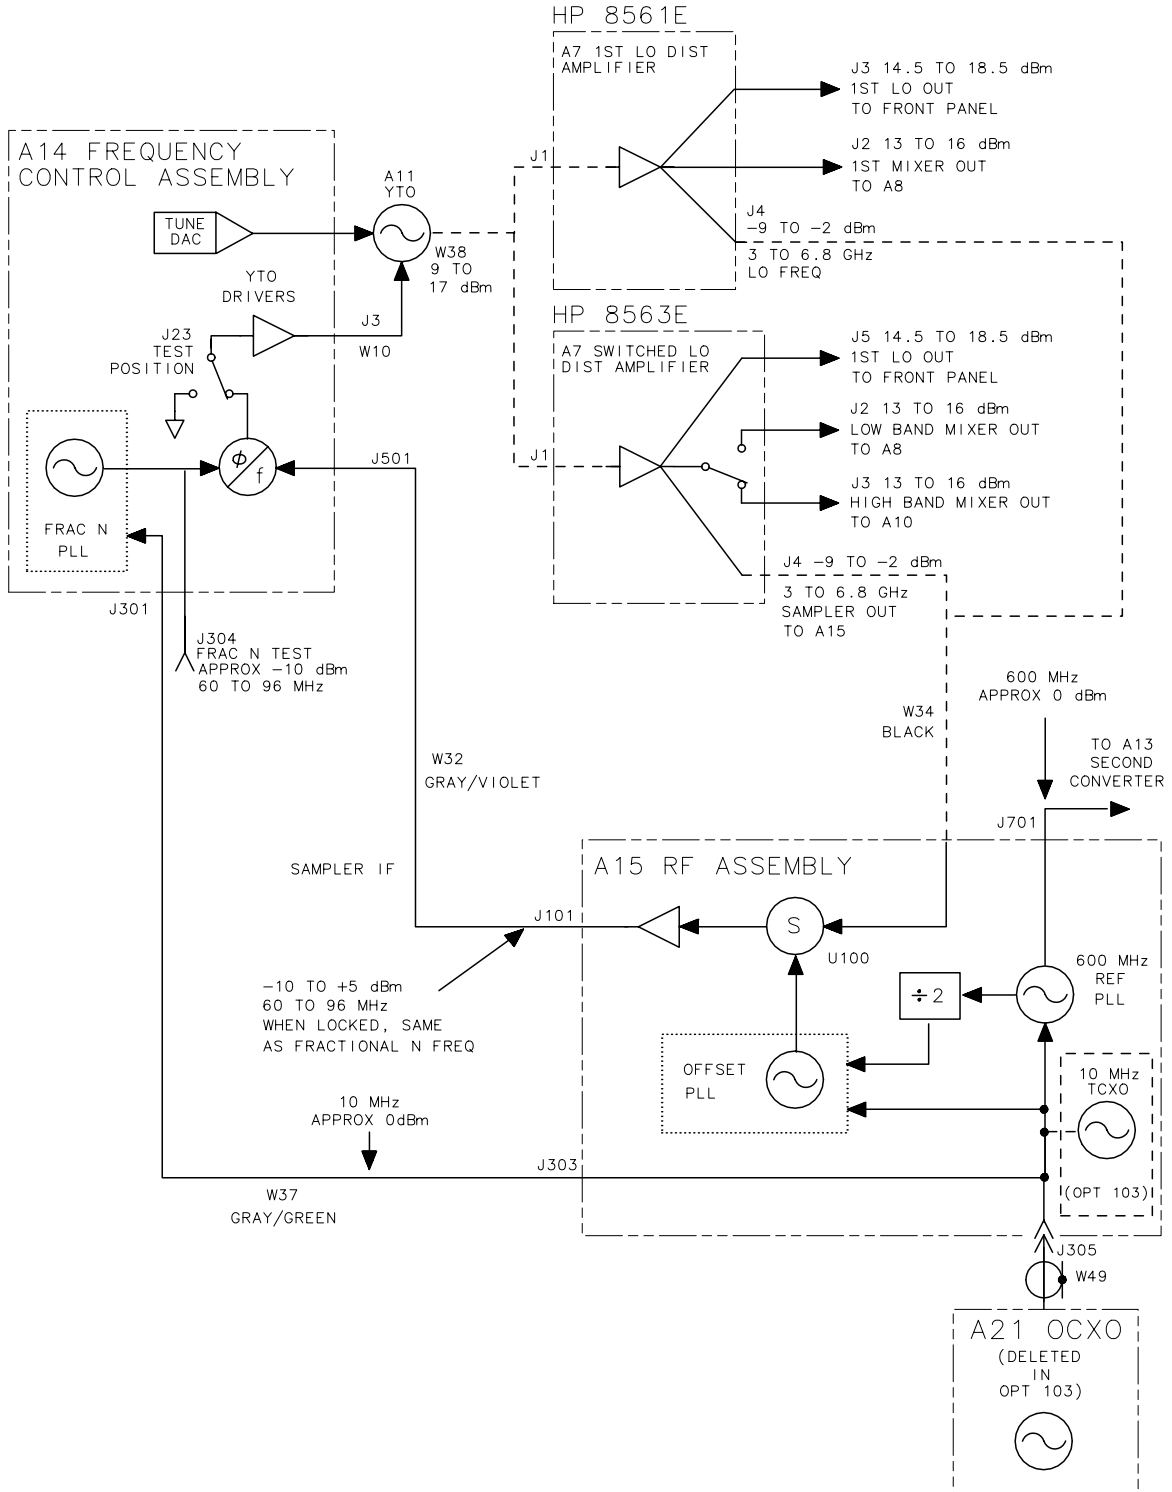 HP 8561E
A7 1ST LO DIST
AMPLIFIER
J3 14.5 TO 18.5 dBm
1ST LO OUT
TO FRONT PANEL
J2 13 TO 16 dBm
1ST MIXER OUT
TO A8
J1
J4
-9 TO -2 dBm
3 TO 6.8 GHz
LO FREQ
A14 FREQUENCY
CONTROL ASSEMBLY
TUNE
DAC
A11
YTO
W38
9 TO
17 dBm
YTO
DRIVERS
J3
W10
J23
TEST
POSITION
HP 8563E
A7 SWITCHED LO
DIST AMPLIFIER
J5 14.5 TO 18.5 dBm
1ST LO OUT
TO FRONT PANEL
J2 13 TO 16 dBm
LOW BAND MIXER OUT
TO A8
J1
J3 13 TO 16 dBm
HIGH BAND MIXER OUT
TO A10
J4 -9 TO -2 dBm
3 TO 6.8 GHz
SAMPLER OUT
TO A15
ϕ
f
J501
FRAC N
PLL
J301
J304
FRAC N TEST
APPROX -10 dBm
60 TO 96 MHz
600 MHz
APPROX 0 dBm
W34
BLACK
TO A13
SECOND
CONVERTER
W32
GRAY/VIOLET
J701
SAMPLER IF
A15 RF ASSEMBLY
J101
S
U100
-10 TO +5 dBm
60 TO 96 MHz
WHEN LOCKED, SAME
AS FRACTIONAL N FREQ
÷2
600 MHz
REF
PLL
OFFSET
PLL
10 MHz
TCXO
(OPT 103)
10 MHz
APPROX 0dBm
J303
W37
GRAY/GREEN
J305
W49
A21 OCXO
(DELETED
IN
OPT 103)